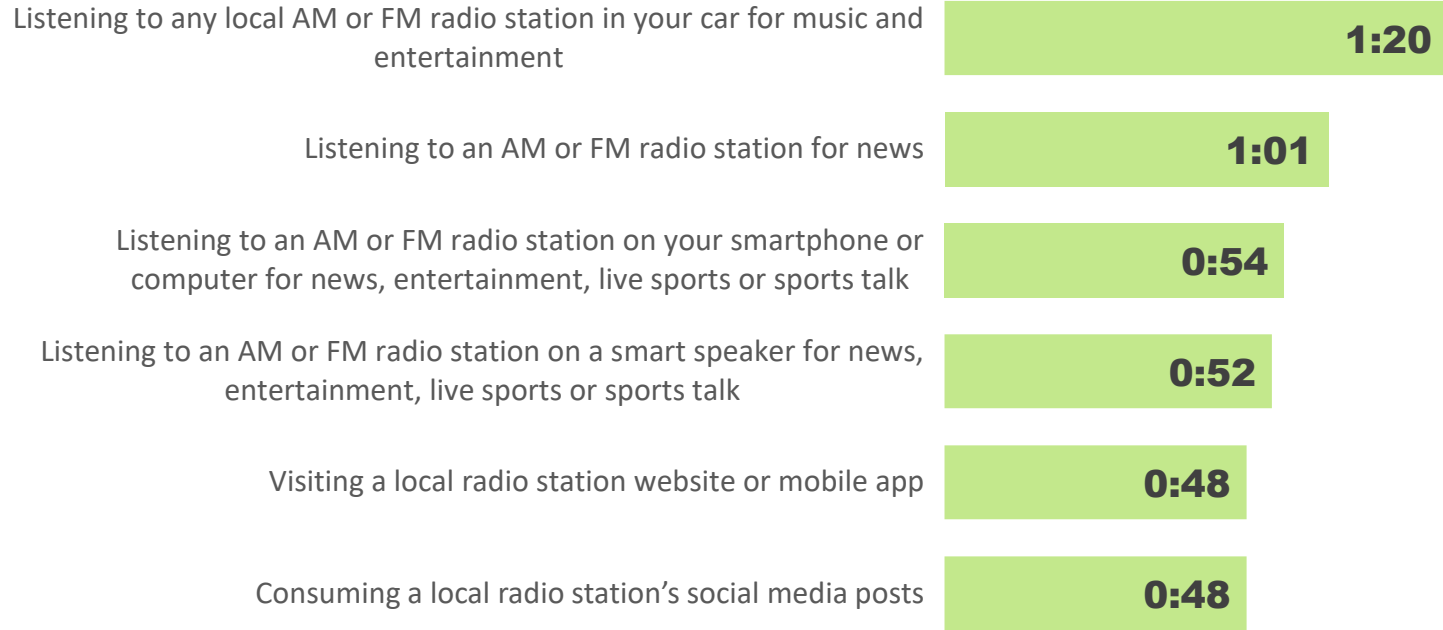 Listening to any local AM or FM radio station in your car for music and
entertainment
1:20
Listening to an AM or FM radio station for news
1:01
Listening to an AM or FM radio station on your smartphone or
computer for news, entertainment, live sports or sports talk
0:54
Listening to an AM or FM radio station on a smart speaker for news,
entertainment, live sports or sports talk
0:52
Visiting a local radio station website or mobile app
0:48
Consuming a local radio station’s social media posts
0:48